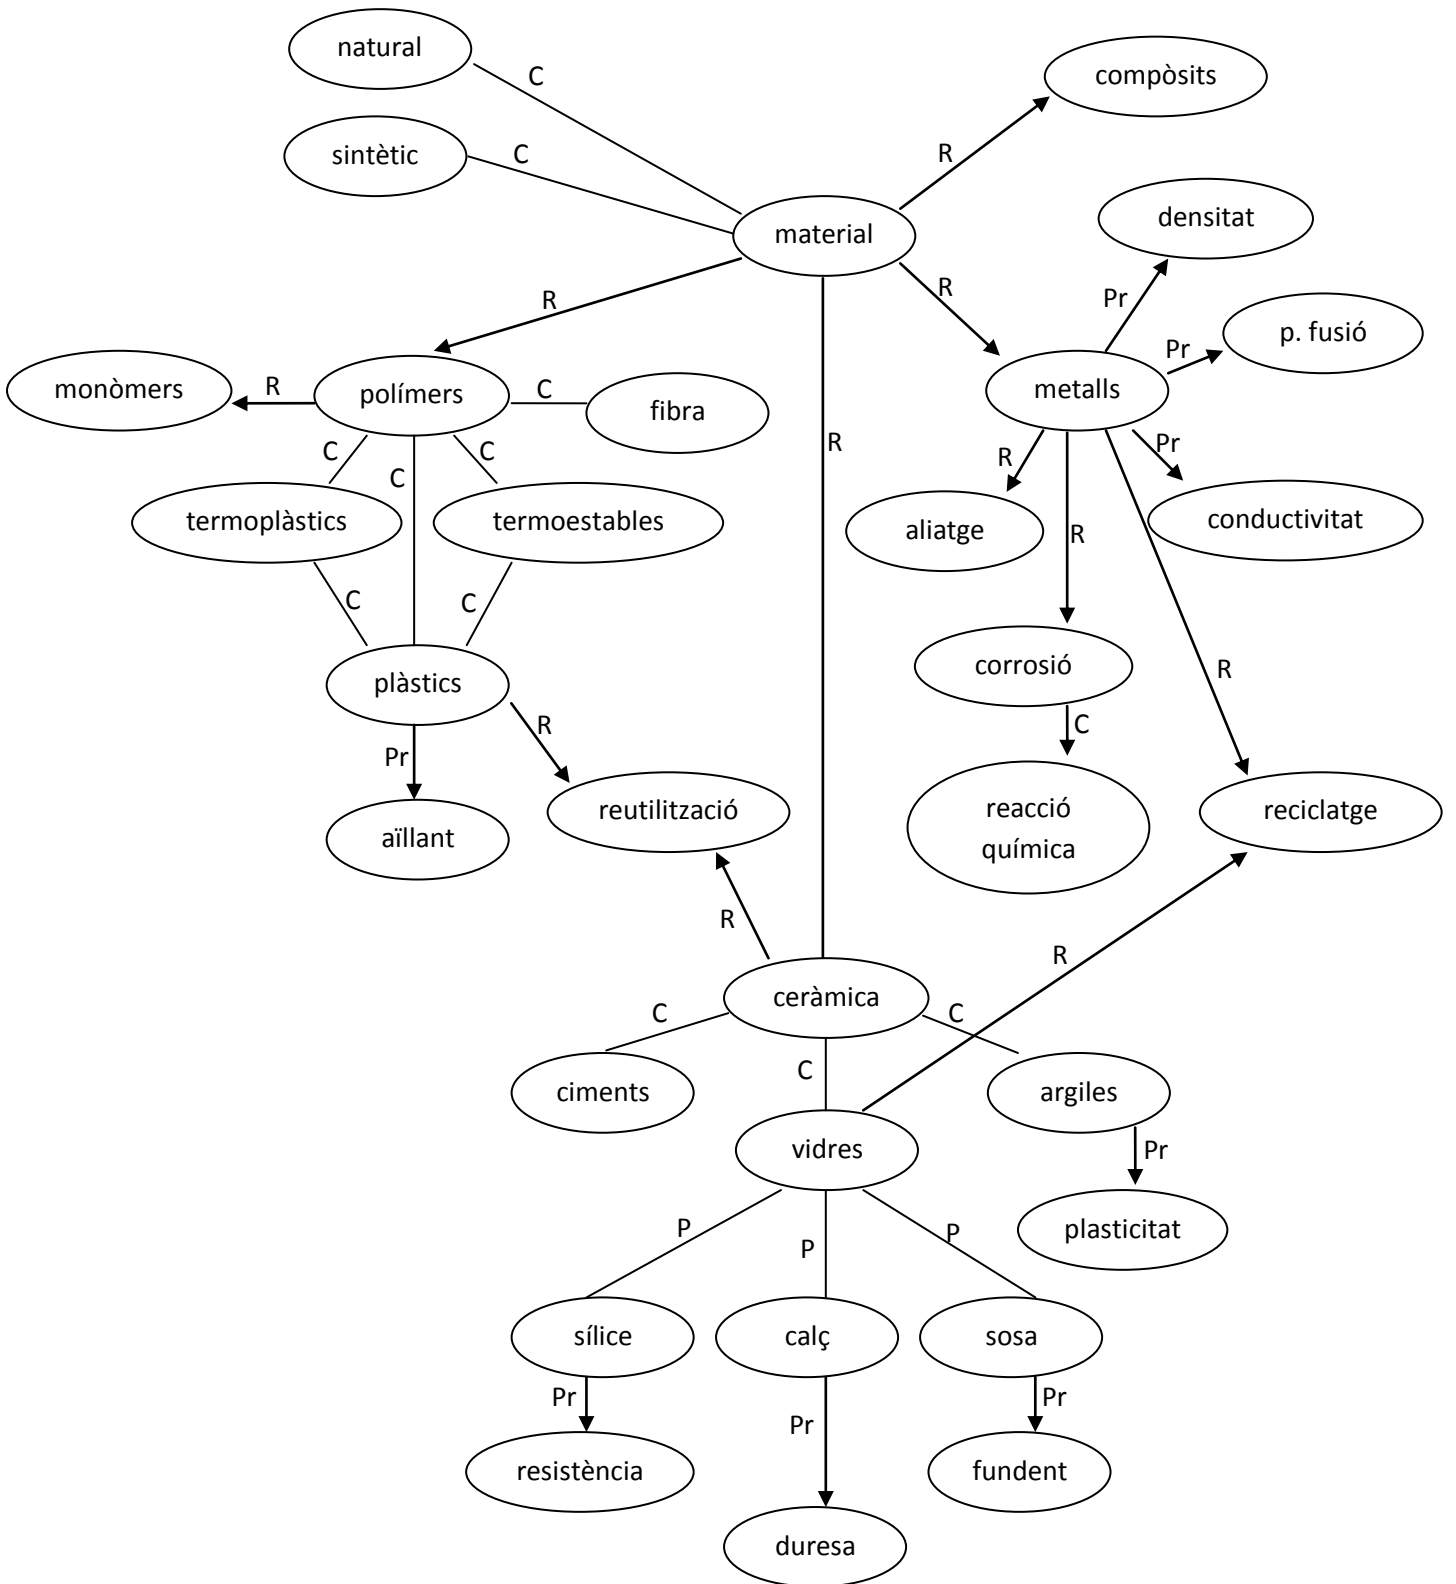 natural
C
compòsits
sintètic
C
R
densitat
material
R
R
Pr
p. fusió
Pr
monòmers
R
polímers
C
fibra
metalls
R
C
C
C
R
Pr
termoplàstics
termoestables
aliatge
R
conductivitat
C
C
corrosió
R
plàstics
R
C
Pr
reutilització
reacció
química
reciclatge
aïllant
R
R
ceràmica
C
C
C
ciments
argiles
vidres
Pr
P
P
P
plasticitat
sílice
calç
sosa
Pr
Pr
Pr
resistència
fundent
duresa